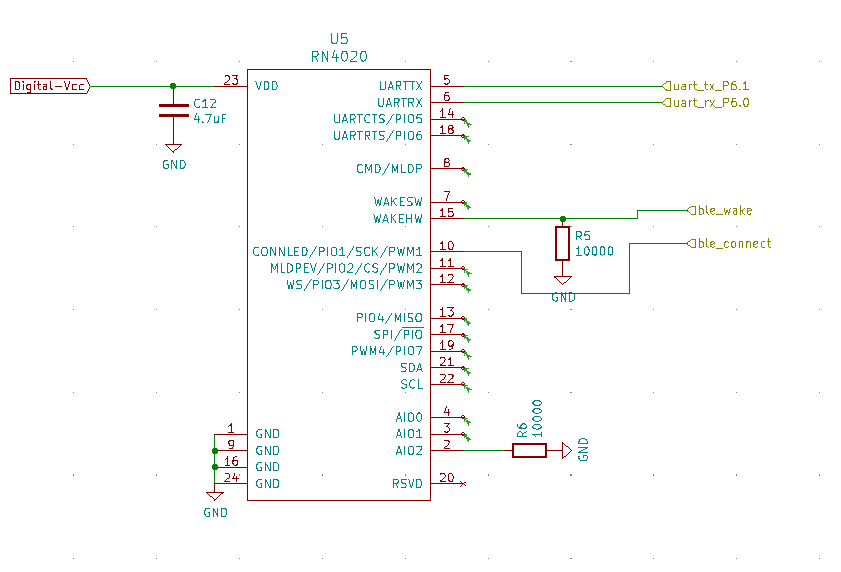 U5
RN4020
Digital-Vcc
23
VDD
C12
4.7uF
GND
UARTTX
5
uart_tx_P6.1
UARTRX
6
uart_rx_P6.0
UARTCTS/PIO5
14
UARTRTS/PIO6
18
CMD/MLDP
8
WAKESW
7
WAKEHW
15
ble_wake
R5
10000
GND
CONNLED/PIO1/SCK/PWM1
10
ble_connect
MLDPEV/PIO2/CS/PWM2
11
WS/PIO3/MOSI/PWM3
12
PIO4/MISO
13
SPI/PIO
17
PWM4/PIO7
19
SDA
21
SCL
22
AIO0
4
AIO1
3
AIO2
2
R6
10000
GND
RSVD
20
1
GND
9
GND
16
GND
24
GND
GND